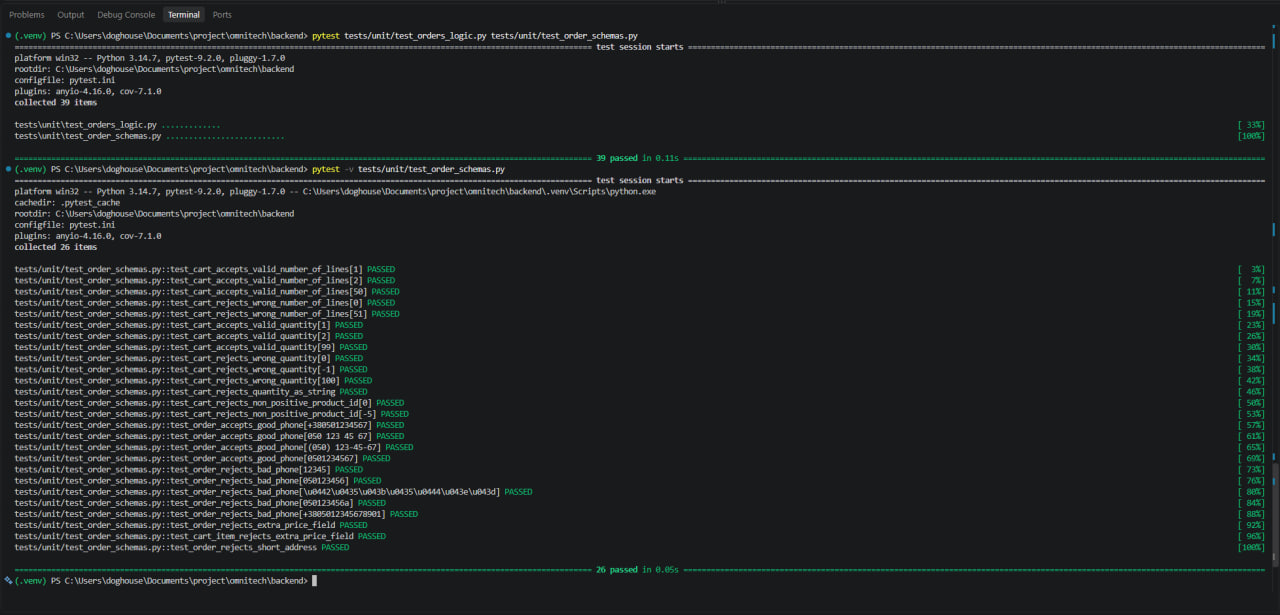 Problems Output Debug Console Terminal Ports
(.venv) PS C:\Users\doghouse\Documents\project\omnitech\backend> pytest tests/unit/test_orders_logic.py tests/unit/test_order_schemas.py
test session starts
platform win32 -- Python 3.14.7, pytest-9.2.0, pluggy-1.7.0
rootdir: C:\Users\doghouse\Documents\project\omnitech\backend
configfile: pytest.ini
plugins: anyio-4.16.0, cov-7.1.0
collected 39 items
tests\unit\test_orders_logic.py ............. [ 33%]
tests\unit\test_order_schemas.py .......................... [100%]
39 passed in 0.11s
(.venv) PS C:\Users\doghouse\Documents\project\omnitech\backend> pytest -v tests/unit/test_order_schemas.py
test session starts
platform win32 -- Python 3.14.7, pytest-9.2.0, pluggy-1.7.0 -- C:\Users\doghouse\Documents\project\omnitech\backend\.venv\Scripts\python.exe
cachedir: .pytest_cache
rootdir: C:\Users\doghouse\Documents\project\omnitech\backend
configfile: pytest.ini
plugins: anyio-4.16.0, cov-7.1.0
collected 26 items
tests/unit/test_order_schemas.py::test_cart_accepts_valid_number_of_lines[1] PASSED [ 3%]
tests/unit/test_order_schemas.py::test_cart_accepts_valid_number_of_lines[2] PASSED [ 7%]
tests/unit/test_order_schemas.py::test_cart_accepts_valid_number_of_lines[50] PASSED [ 11%]
tests/unit/test_order_schemas.py::test_cart_rejects_wrong_number_of_lines[0] PASSED [ 15%]
tests/unit/test_order_schemas.py::test_cart_rejects_wrong_number_of_lines[51] PASSED [ 19%]
tests/unit/test_order_schemas.py::test_cart_accepts_valid_quantity[1] PASSED [ 23%]
tests/unit/test_order_schemas.py::test_cart_accepts_valid_quantity[2] PASSED [ 26%]
tests/unit/test_order_schemas.py::test_cart_accepts_valid_quantity[99] PASSED [ 30%]
tests/unit/test_order_schemas.py::test_cart_rejects_wrong_quantity[0] PASSED [ 34%]
tests/unit/test_order_schemas.py::test_cart_rejects_wrong_quantity[-1] PASSED [ 38%]
tests/unit/test_order_schemas.py::test_cart_rejects_wrong_quantity[100] PASSED [ 42%]
tests/unit/test_order_schemas.py::test_cart_rejects_quantity_as_string PASSED [ 46%]
tests/unit/test_order_schemas.py::test_cart_rejects_non_positive_product_id[0] PASSED [ 50%]
tests/unit/test_order_schemas.py::test_cart_rejects_non_positive_product_id[-5] PASSED [ 53%]
tests/unit/test_order_schemas.py::test_order_accepts_good_phone[+380501234567] PASSED [ 57%]
tests/unit/test_order_schemas.py::test_order_accepts_good_phone[050 123 45 67] PASSED [ 61%]
tests/unit/test_order_schemas.py::test_order_accepts_good_phone[(050) 123-45-67] PASSED [ 65%]
tests/unit/test_order_schemas.py::test_order_accepts_good_phone[0501234567] PASSED [ 69%]
tests/unit/test_order_schemas.py::test_order_rejects_bad_phone[12345] PASSED [ 73%]
tests/unit/test_order_schemas.py::test_order_rejects_bad_phone[050123456] PASSED [ 76%]
tests/unit/test_order_schemas.py::test_order_rejects_bad_phone[\u0442\u0435\u043b\u0435\u0444\u043e\u043d] PASSED [ 80%]
tests/unit/test_order_schemas.py::test_order_rejects_bad_phone[050123456a] PASSED [ 84%]
tests/unit/test_order_schemas.py::test_order_rejects_bad_phone[+3805012345678901] PASSED [ 88%]
tests/unit/test_order_schemas.py::test_order_rejects_extra_price_field PASSED [ 92%]
tests/unit/test_order_schemas.py::test_cart_item_rejects_extra_price_field PASSED [ 96%]
tests/unit/test_order_schemas.py::test_order_rejects_short_address PASSED [100%]
26 passed in 0.05s
(.venv) PS C:\Users\doghouse\Documents\project\omnitech\backend>